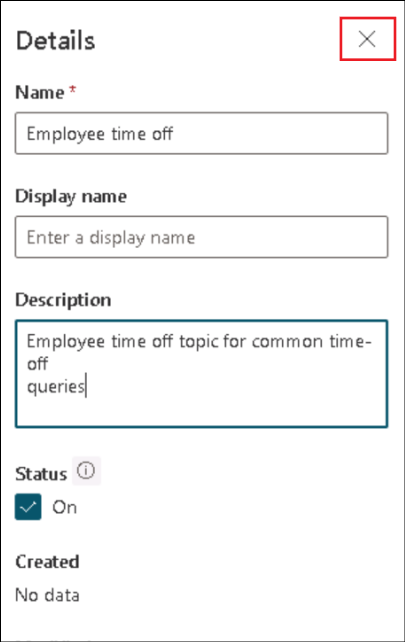 Details
Name *
Employee time off
Display name
Enter a display name
Description
Employee time off topic for common time-
off
queries
Status
On
Created
No data